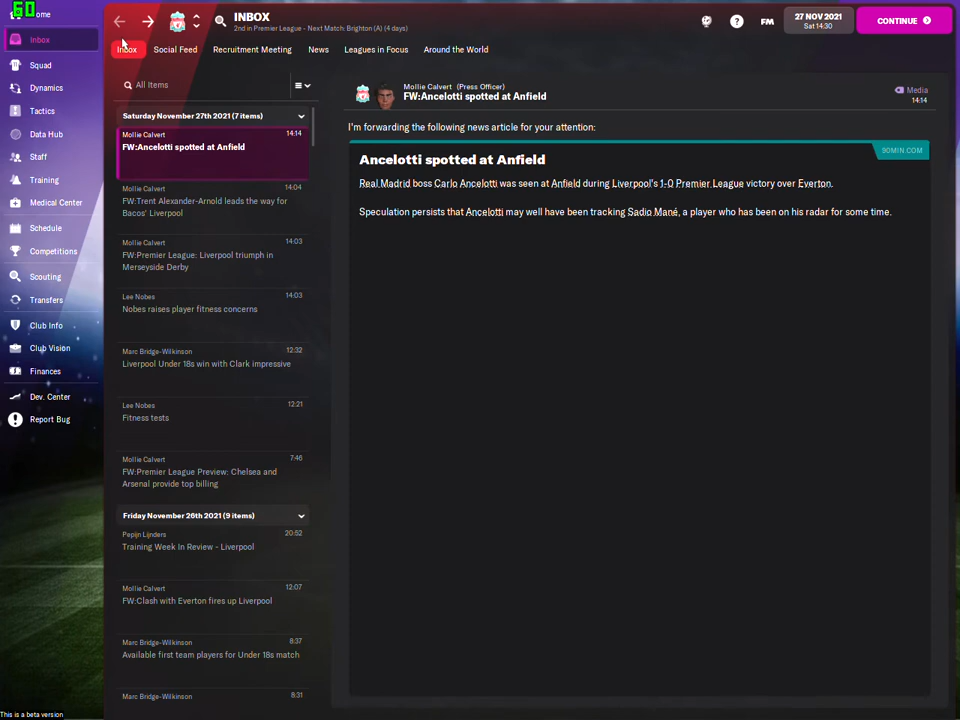 60
ome
Inbox
Squad
Dynamics
Tactics
Data Hub
Staff
Training
Medical Center
Schedule
Competitions
Scouting
Transfers
Club Info
Club Vision
Finances
Dev. Center
Report Bug
This is a beta version
INBOX
2nd in Premier League - Next Match: Brighton (A) (4 days)
FM
27 NOV 2021
Sat 14:30
CONTINUE
Inbox
Social Feed
Recruitment Meeting
News
Leagues in Focus
Around the World
All Items
Saturday November 27th 2021 (7 items)
Mollie Calvert 14:14
FW:Ancelotti spotted at Anfield
Mollie Calvert 14:04
FW:Trent Alexander-Arnold leads the way for
Bacos' Liverpool
Mollie Calvert 14:03
FW:Premier League: Liverpool triumph in
Merseyside Derby
Lee Nobes 14:03
Nobes raises player fitness concerns
Marc Bridge-Wilkinson 12:32
Liverpool Under 18s win with Clark impressive
Lee Nobes 12:21
Fitness tests
Mollie Calvert 7:46
FW:Premier League Preview: Chelsea and
Arsenal provide top billing
Friday November 26th 2021 (9 items)
Pepijn Lijnders 20:52
Training Week In Review - Liverpool
Mollie Calvert 12:07
FW:Clash with Everton fires up Liverpool
Marc Bridge-Wilkinson 8:37
Available first team players for Under 18s match
Marc Bridge-Wilkinson 8:31
Mollie Calvert (Press Officer)
FW:Ancelotti spotted at Anfield
Media
14:14
I'm forwarding the following news article for your attention:
90MIN.COM
Ancelotti spotted at Anfield
Real Madrid boss Carlo Ancelotti was seen at Anfield during Liverpool's 1-0 Premier League victory over Everton.
Speculation persists that Ancelotti may well have been tracking Sadio Mané, a player who has been on his radar for some time.